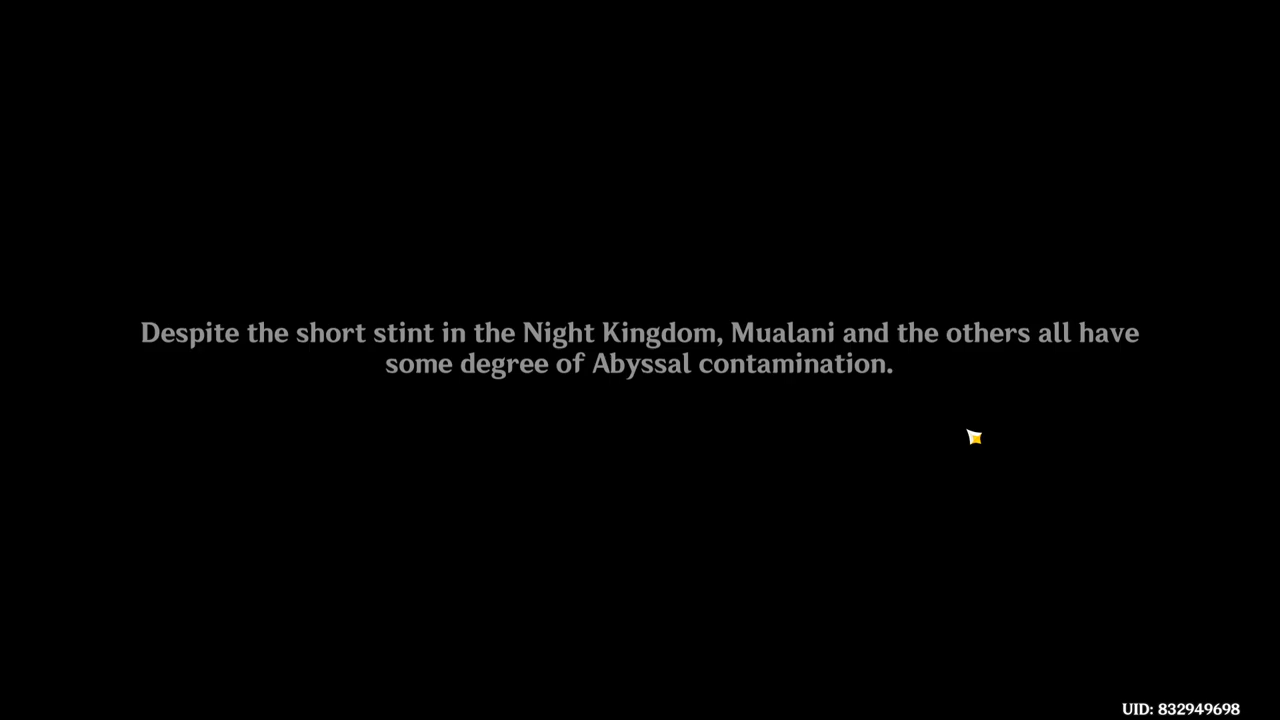 Despite the short stint in the Night Kingdom, Mualani and the others all have
some degree of Abyssal contamination.
UID: 832949698